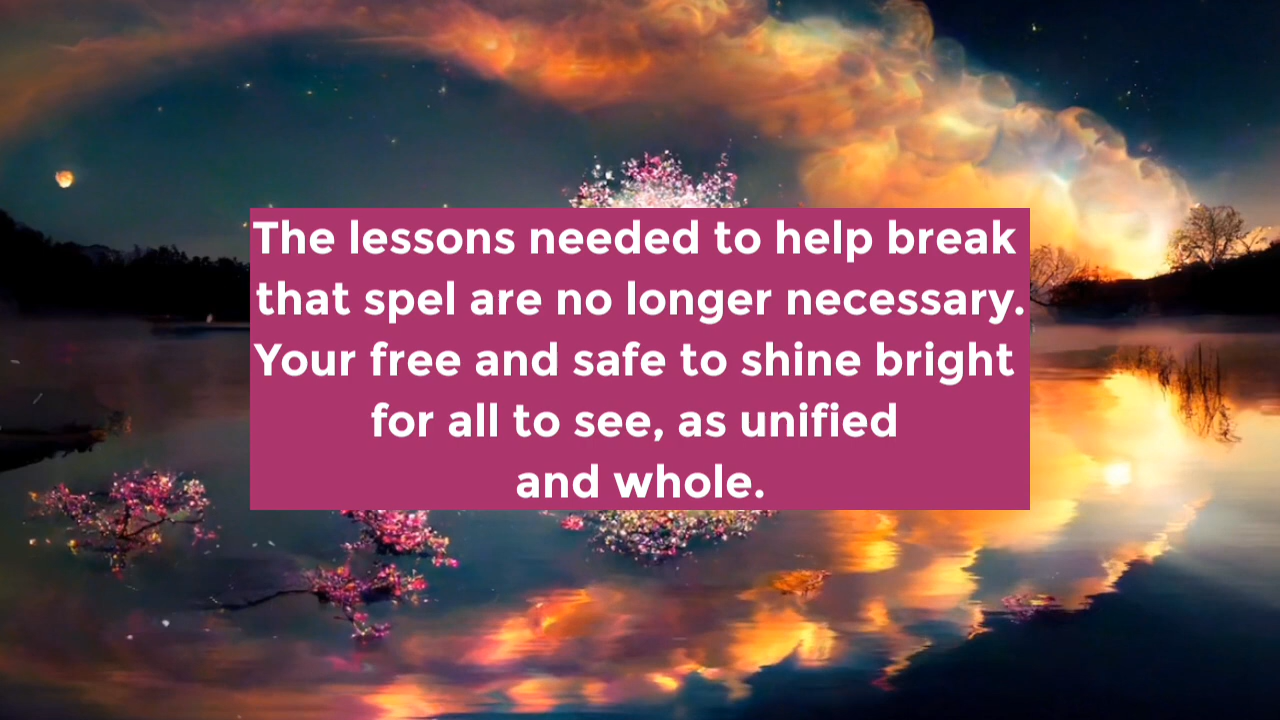 The lessons needed to help break
that spel are no longer necessary.
Your free and safe to shine bright
for all to see, as unified
and whole.